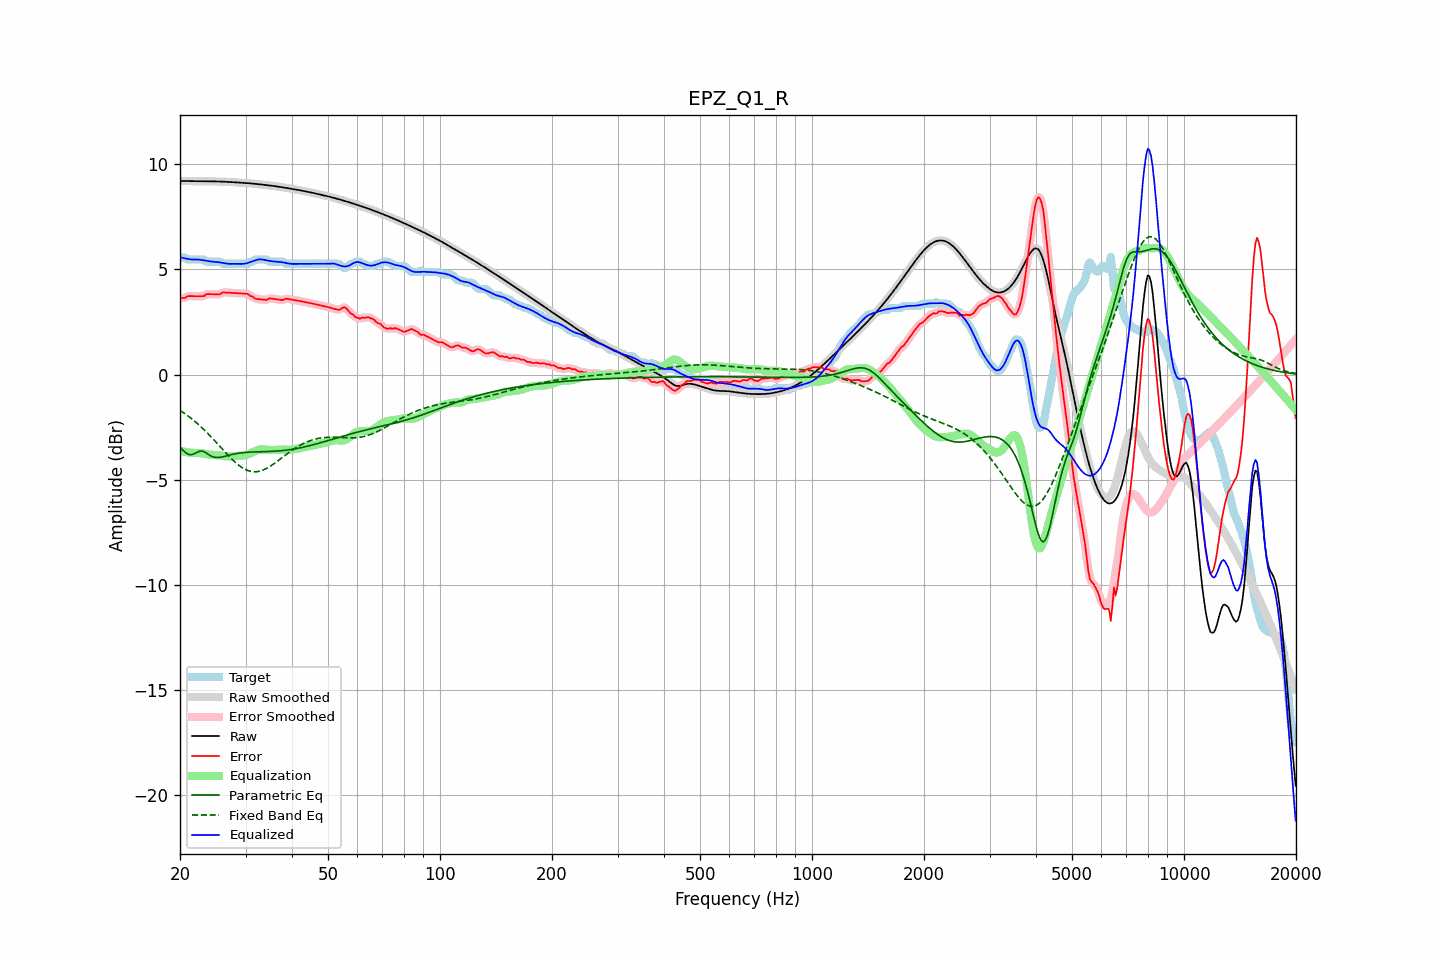 EPZ_Q1_R
Amplitude (dBr)
10
5
0
−5
−10
−15
−20
Target
Raw Smoothed
Error Smoothed
Raw
Error
Equalization
Parametric Eq
Fixed Band Eq
Equalized
20
50
100
200
500
1000
2000
5000
10000
20000
Frequency (Hz)